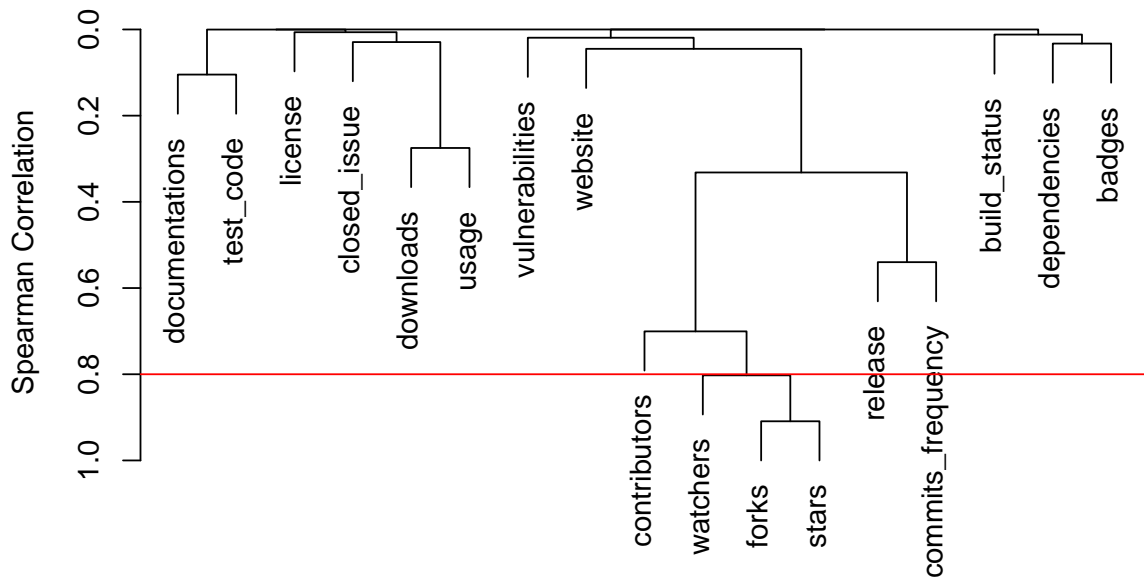 Spearman Correlation
0.0
0.2
0.4
0.6
0.8
1.0
documentations
test_code
license
closed_issue
downloads
usage
vulnerabilities
website
contributors
watchers
forks
stars
release
commits_frequency
build_status
dependencies
badges